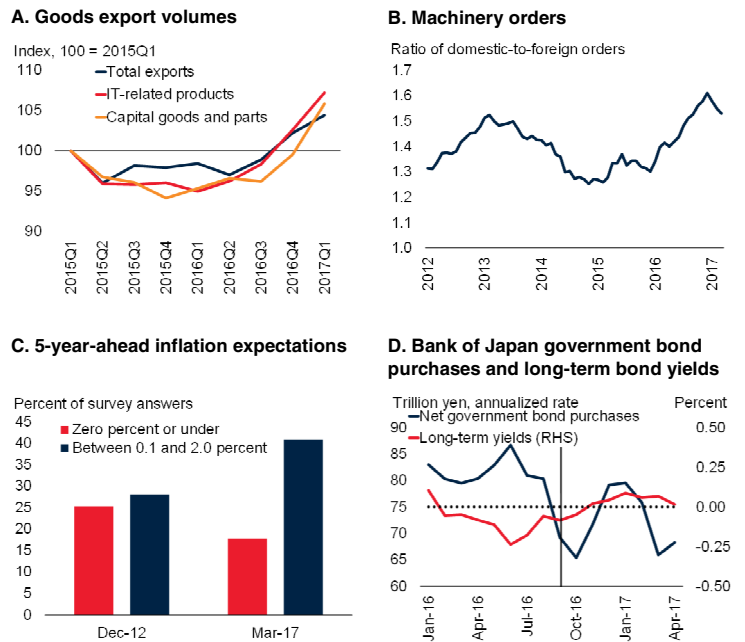 A. Goods export volumes
Index, 100 = 2015Q1
110
105
100
95
90
Total exports
IT-related products
Capital goods and parts
2015Q1
2015Q2
2015Q3
2015Q4
2016Q1
2016Q2
2016Q3
2016Q4
2017Q1
B. Machinery orders
Ratio of domestic-to-foreign orders
1.7
1.6
1.5
1.4
1.3
1.2
1.1
1.0
2012
2013
2014
2015
2016
2017
C. 5-year-ahead inflation expectations
Percent of survey answers
45
40
35
30
25
20
15
10
5
0
Zero percent or under
Between 0.1 and 2.0 percent
Dec-12
Mar-17
D. Bank of Japan government bond
purchases and long-term bond yields
Trillion yen, annualized rate
Percent
Net government bond purchases
Long-term yields (RHS)
90
85
80
75
70
65
60
0.50
0.25
0.00
-0.25
-0.50
Jan-16
Apr-16
Jul-16
Oct-16
Jan-17
Apr-17